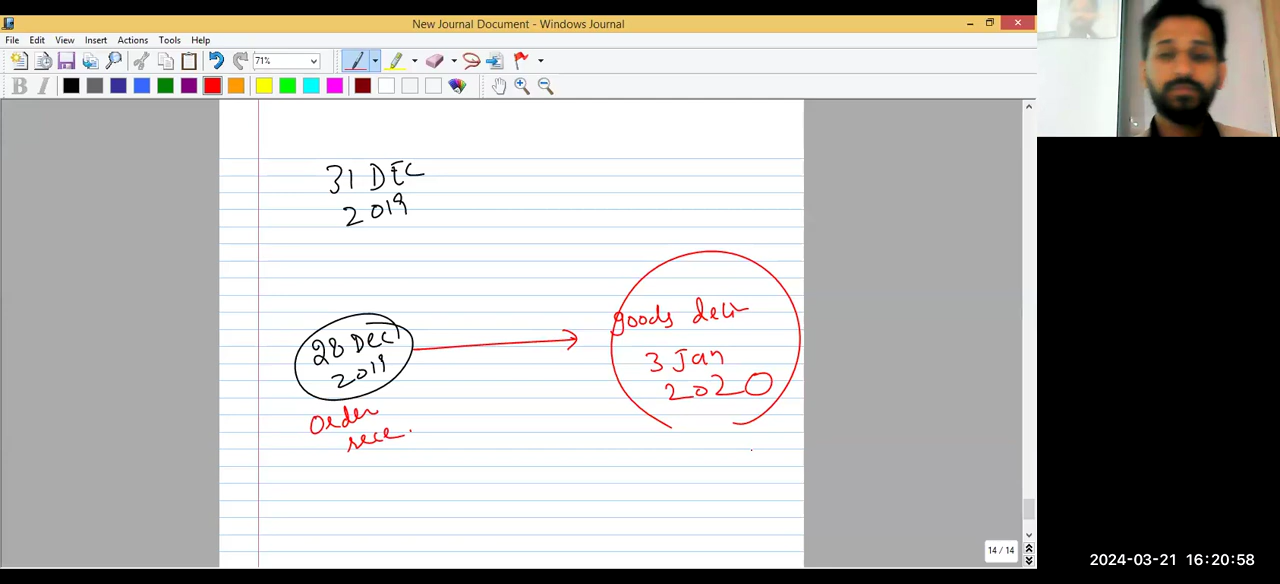 New Journal Document - Windows Journal
File Edit View Insert Actions Tools Help
71%
B I
31 DEC
2019
goods deli
28 Dec
3 Jan
2019
2020
Order
rece.
14 / 14
2024-03-21 16:20:58